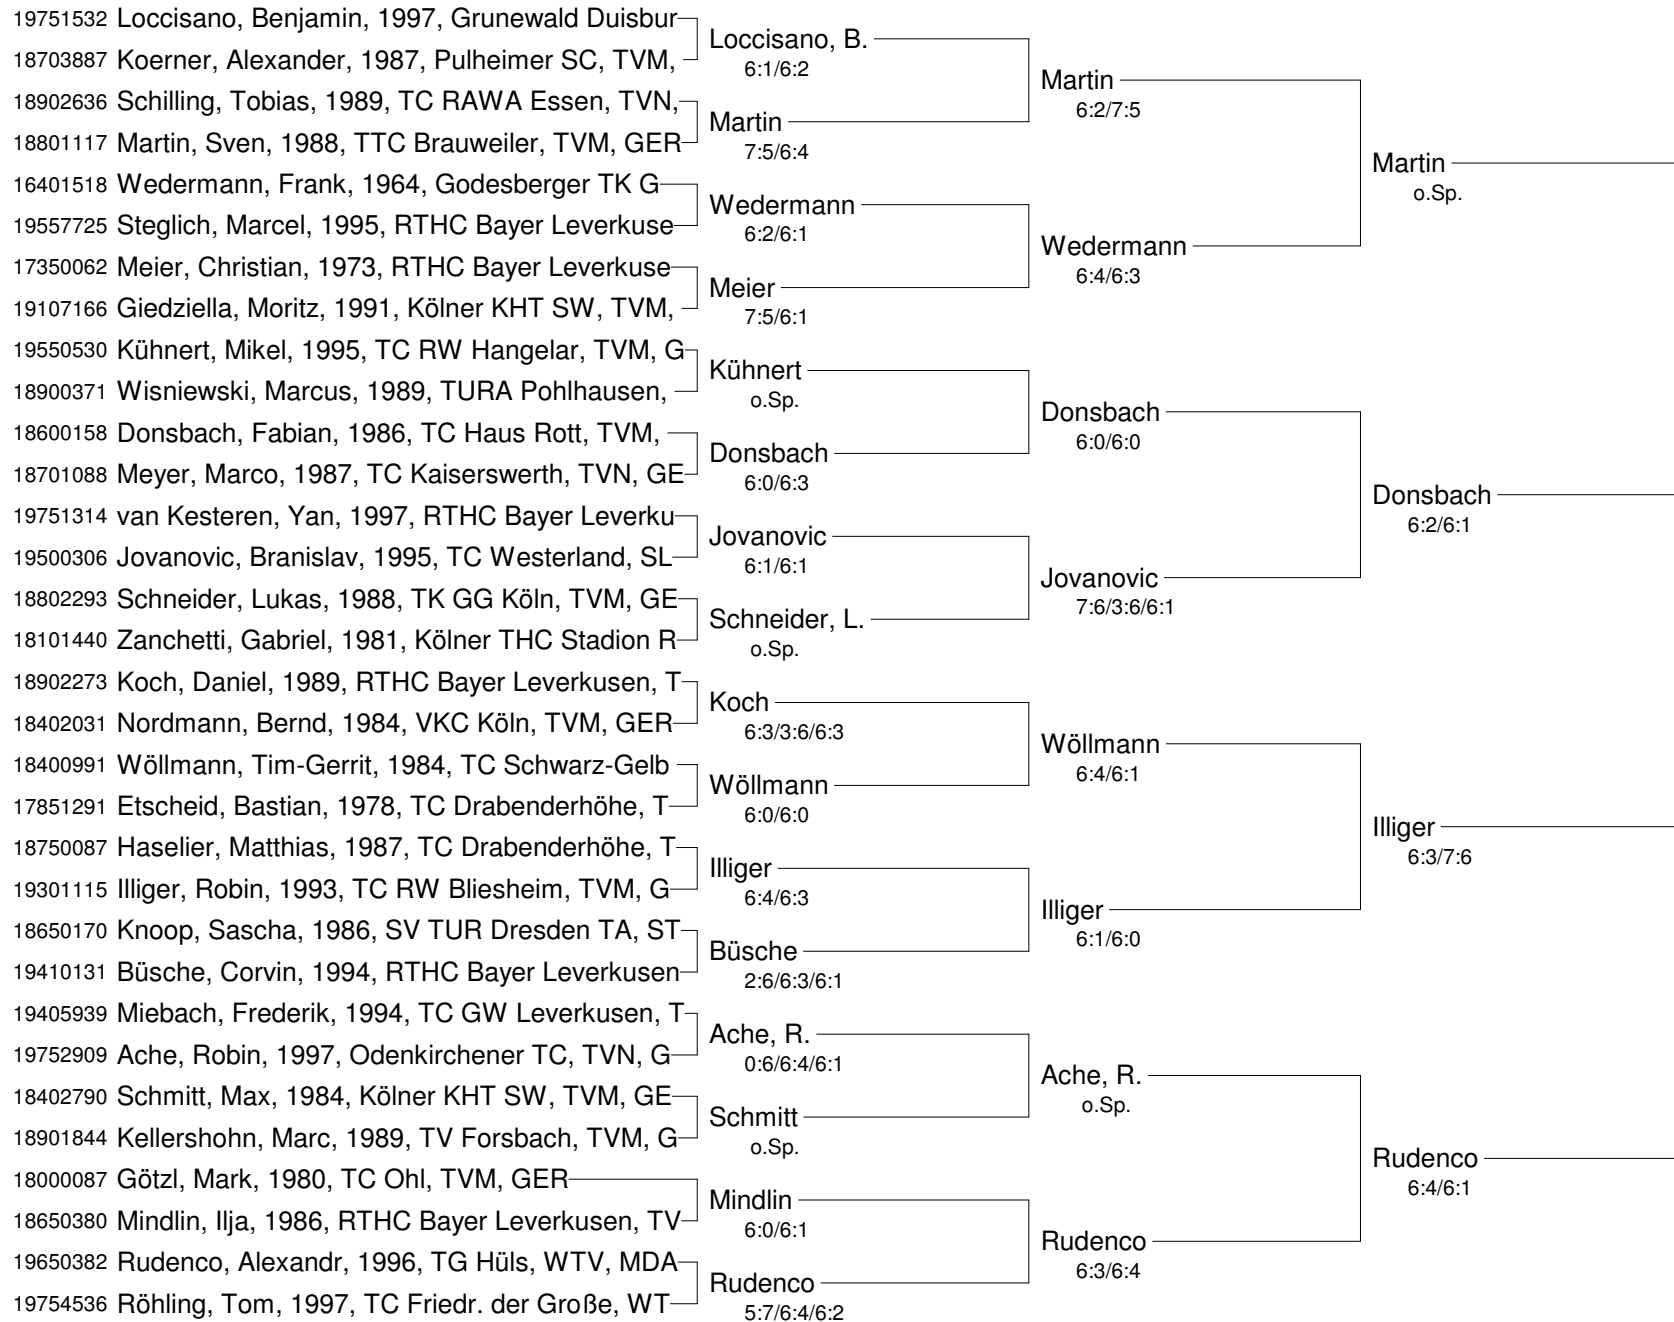 19751532 Loccisano, Benjamin, 1997, Grunewald Duisbur
Loccisano, B.
18703887 Koerner, Alexander, 1987, Pulheimer SC, TVM,
6:1/6:2
Martin
18902636 Schilling, Tobias, 1989, TC RAWA Essen, TVN,
6:2/7:5
Martin
18801117 Martin, Sven, 1988, TTC Brauweiler, TVM, GER
7:5/6:4
Martin
16401518 Wedermann, Frank, 1964, Godesberger TK G
o.Sp.
Wedermann
19557725 Steglich, Marcel, 1995, RTHC Bayer Leverkuse
6:2/6:1
Wedermann
17350062 Meier, Christian, 1973, RTHC Bayer Leverkuse
6:4/6:3
Meier
19107166 Giedziella, Moritz, 1991, Kölner KHT SW, TVM,
7:5/6:1
19550530 Kühnert, Mikel, 1995, TC RW Hangelar, TVM, G
Kühnert
18900371 Wisniewski, Marcus, 1989, TURA Pohlhausen,
o.Sp.
Donsbach
18600158 Donsbach, Fabian, 1986, TC Haus Rott, TVM,
6:0/6:0
Donsbach
18701088 Meyer, Marco, 1987, TC Kaiserswerth, TVN, GE
6:0/6:3
Donsbach
19751314 van Kesteren, Yan, 1997, RTHC Bayer Leverku
6:2/6:1
Jovanovic
19500306 Jovanovic, Branislav, 1995, TC Westerland, SL
6:1/6:1
Jovanovic
18802293 Schneider, Lukas, 1988, TK GG Köln, TVM, GE
7:6/3:6/6:1
Schneider, L.
18101440 Zanchetti, Gabriel, 1981, Kölner THC Stadion R
o.Sp.
18902273 Koch, Daniel, 1989, RTHC Bayer Leverkusen, T
Koch
18402031 Nordmann, Bernd, 1984, VKC Köln, TVM, GER
6:3/3:6/6:3
Wöllmann
18400991 Wöllmann, Tim-Gerrit, 1984, TC Schwarz-Gelb
6:4/6:1
Wöllmann
17851291 Etscheid, Bastian, 1978, TC Drabenderhöhe, T
6:0/6:0
Illiger
18750087 Haselier, Matthias, 1987, TC Drabenderhöhe, T
6:3/7:6
Illiger
19301115 Illiger, Robin, 1993, TC RW Bliesheim, TVM, G
6:4/6:3
Illiger
18650170 Knoop, Sascha, 1986, SV TUR Dresden TA, ST
6:1/6:0
Büsche
19410131 Büsche, Corvin, 1994, RTHC Bayer Leverkusen
2:6/6:3/6:1
19405939 Miebach, Frederik, 1994, TC GW Leverkusen, T
Ache, R.
19752909 Ache, Robin, 1997, Odenkirchener TC, TVN, G
0:6/6:4/6:1
Ache, R.
18402790 Schmitt, Max, 1984, Kölner KHT SW, TVM, GE
o.Sp.
Schmitt
18901844 Kellershohn, Marc, 1989, TV Forsbach, TVM, G
o.Sp.
Rudenco
18000087 Götzl, Mark, 1980, TC Ohl, TVM, GER
6:4/6:1
Mindlin
18650380 Mindlin, Ilja, 1986, RTHC Bayer Leverkusen, TV
6:0/6:1
Rudenco
19650382 Rudenco, Alexandr, 1996, TG Hüls, WTV, MDA
6:3/6:4
Rudenco
19754536 Röhling, Tom, 1997, TC Friedr. der Große, WT
5:7/6:4/6:2